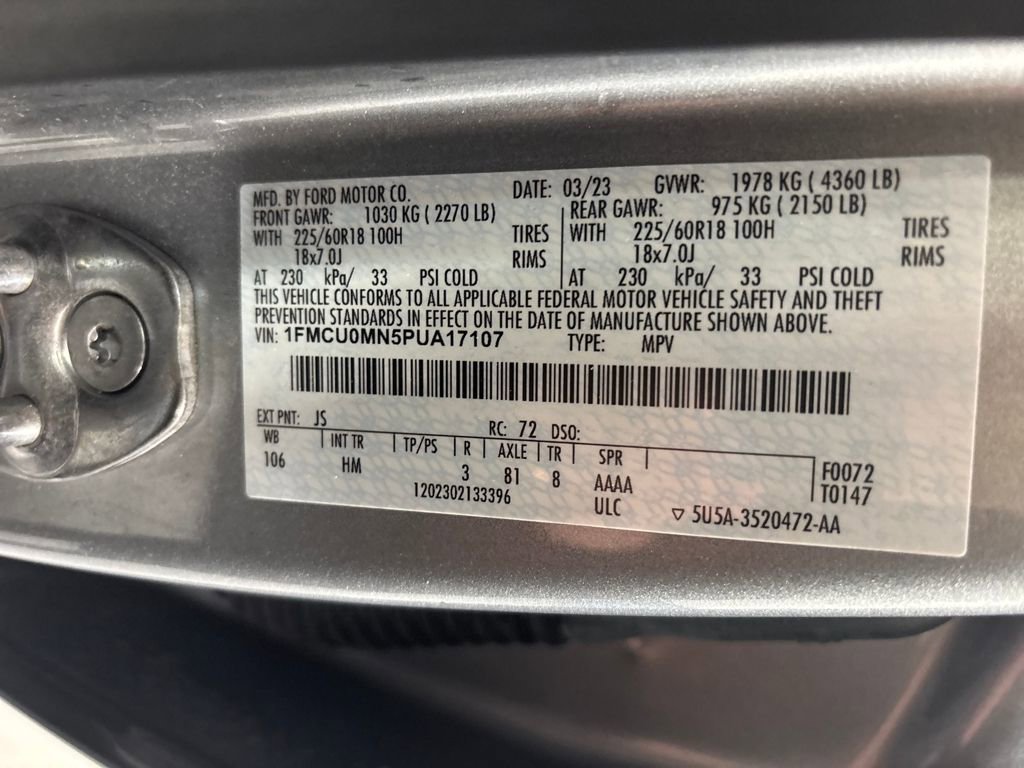 MFD. BY FORD MOTOR CO. DATE: 03/23 GVWR: 1978 KG ( 4360 LB)
FRONT GAWR: 1030 KG ( 2270 LB) REAR GAWR: 975 KG ( 2150 LB)
WITH 225/60R18 100H TIRES WITH 225/60R18 100H TIRES
18x7.0J RIMS 18x7.0J RIMS
AT 230 kPa/ 33 PSI COLD AT 230 kPa/ 33 PSI COLD
THIS VEHICLE CONFORMS TO ALL APPLICABLE FEDERAL MOTOR VEHICLE SAFETY AND THEFT
PREVENTION STANDARDS IN EFFECT ON THE DATE OF MANUFACTURE SHOWN ABOVE.
VIN: 1FMCU0MN5PUA17107 TYPE: MPV
EXT PNT: JS RC: 72 DSO:
WB INT TR TP/PS R AXLE TR SPR
106 HM 3 81 8 AAAA F0072
1202302133396 ULC T0147
5U5A-3520472-AA